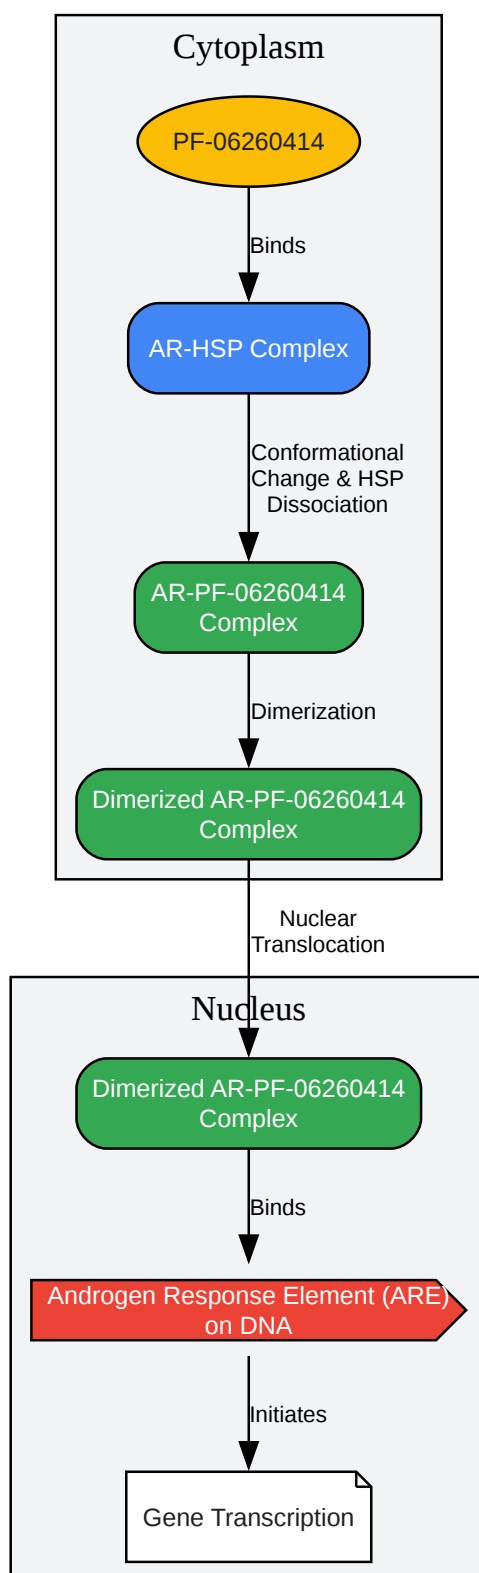 Cytoplasm
PF-06260414
Binds
AR-HSP Complex
Conformational
Change & HSP
Dissociation
AR-PF-06260414
Complex
Dimerization
Dimerized AR-PF-06260414
Complex
Nuclear
Translocation
Nucleus
Dimerized AR-PF-06260414
Complex
Binds
Androgen Response Element (ARE)
on DNA
Initiates
Gene Transcription